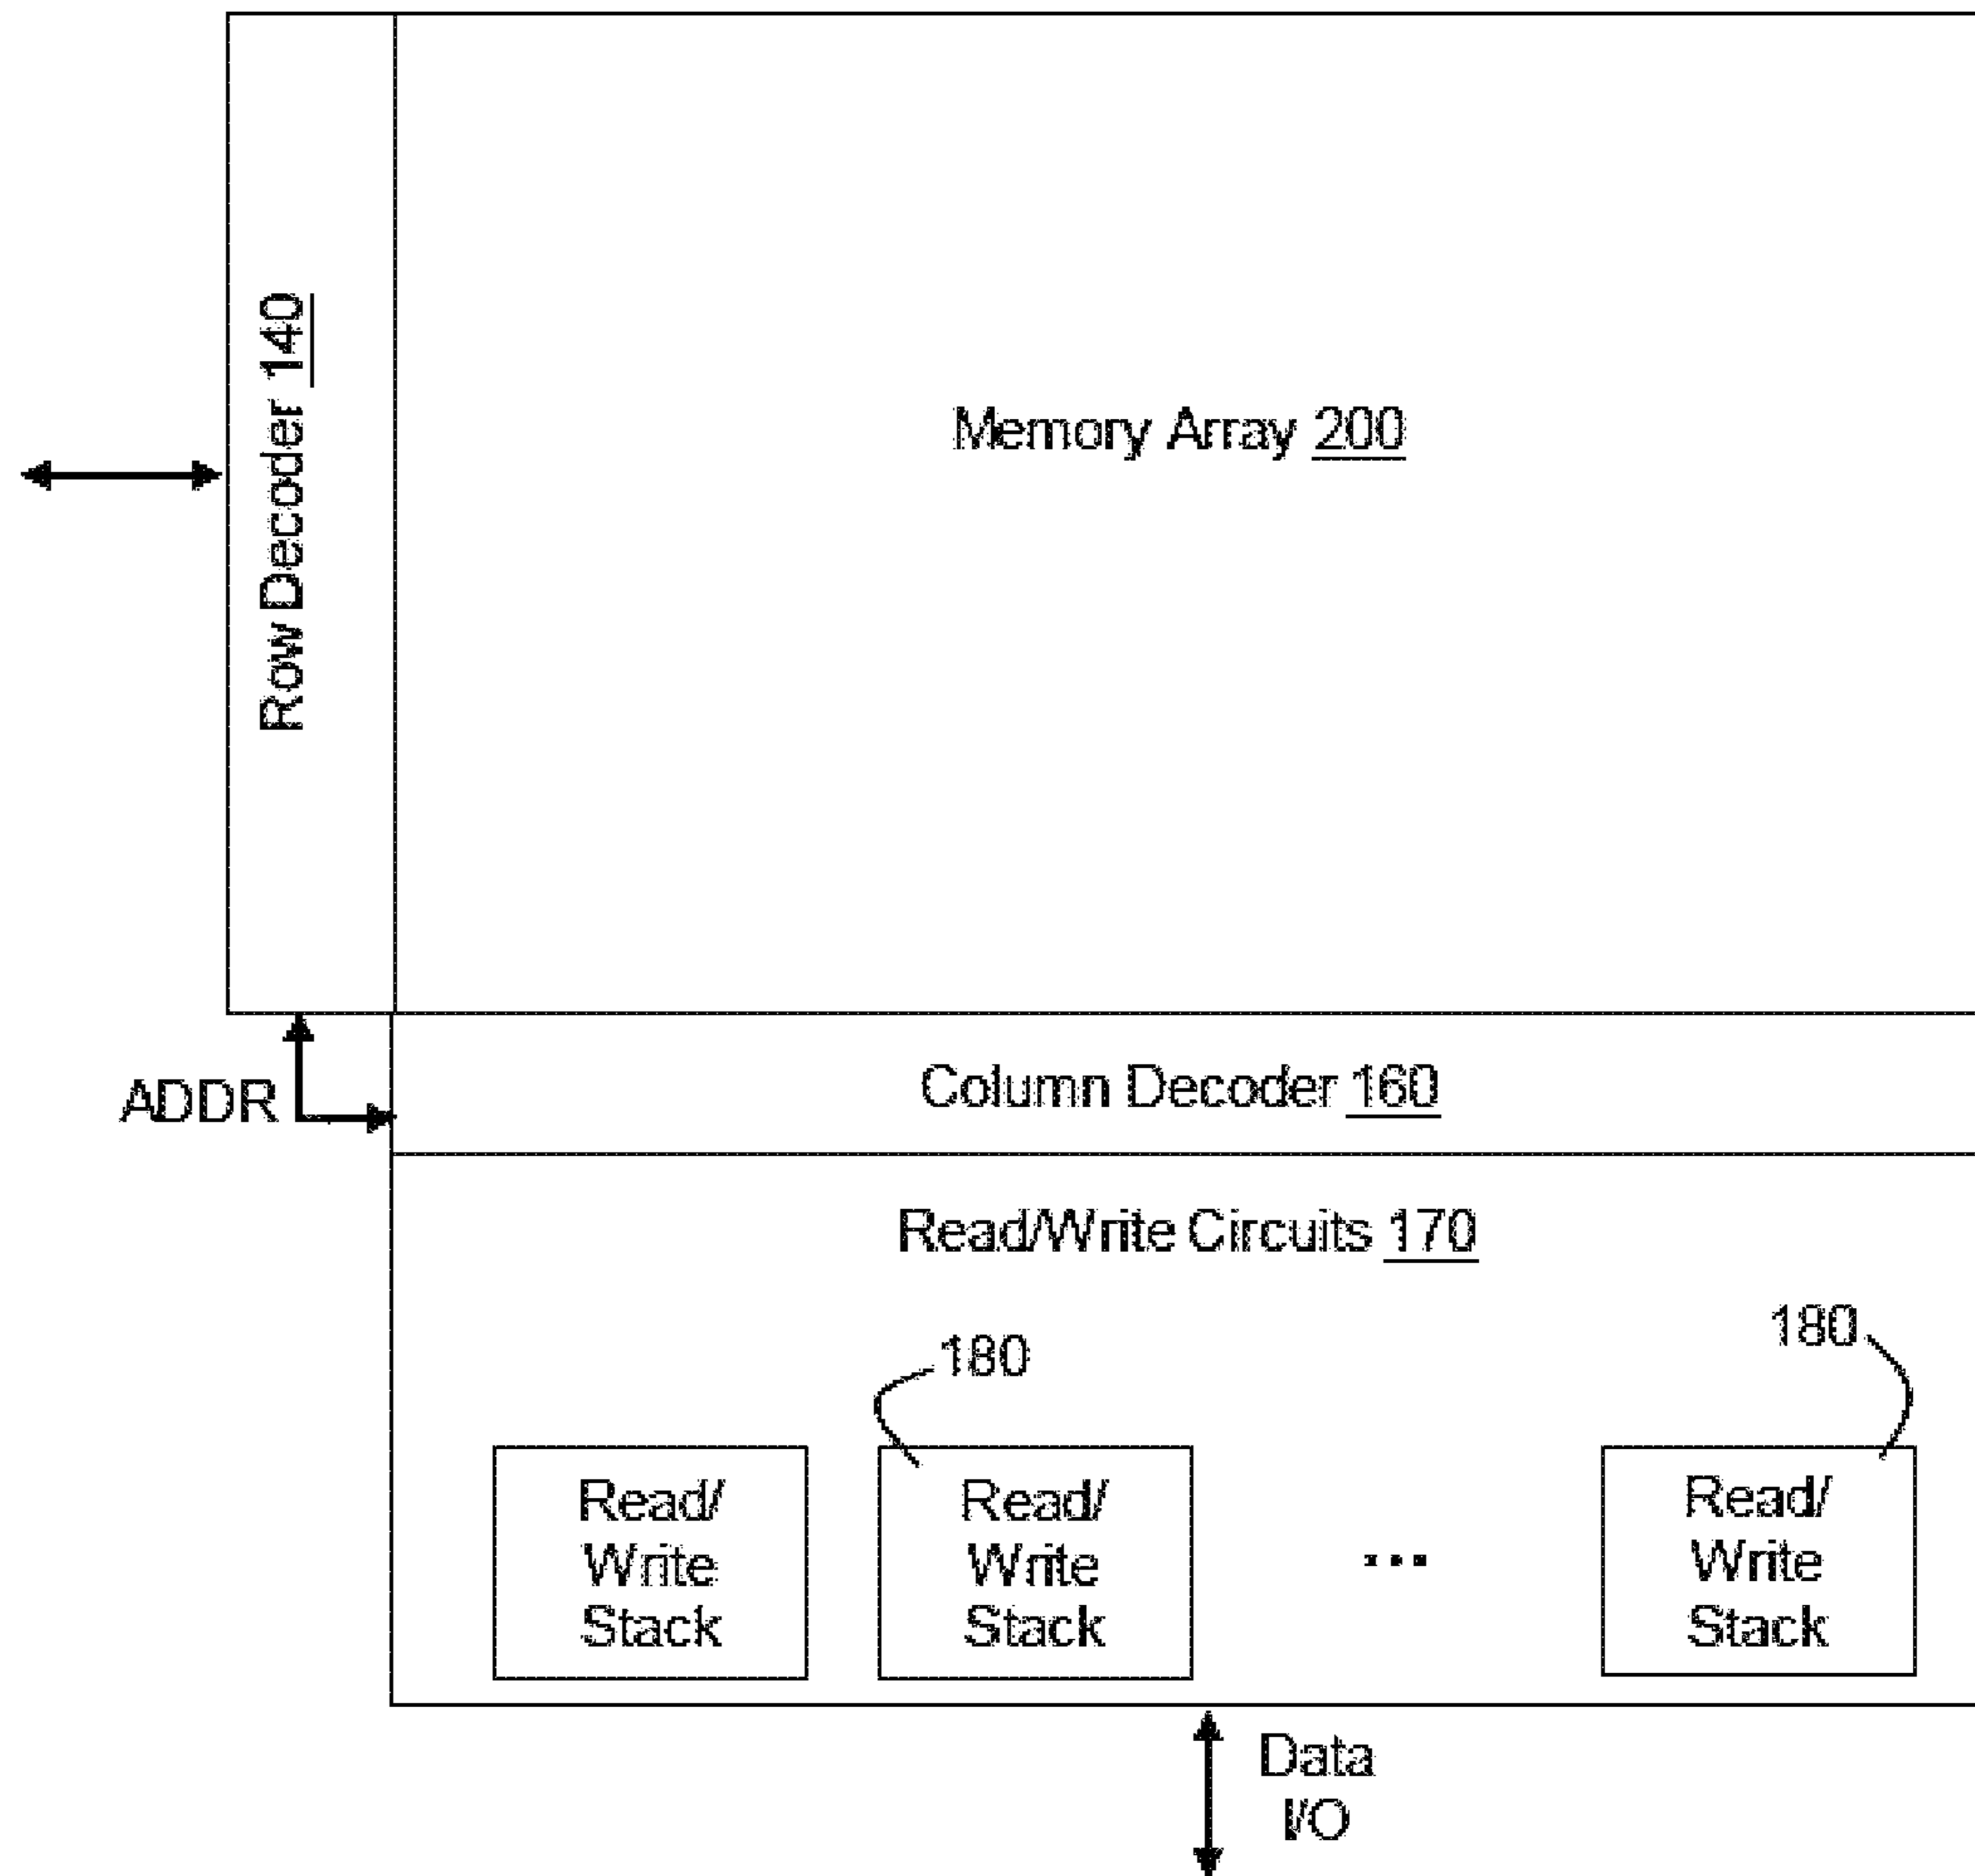 Row Decoder 140
Memory Array 200
ADDR
Column Decoder 160
Read/Write Circuits 170
180
180
Read/
Write
Stack
Read/
Write
Stack
...
Read/
Write
Stack
Data
I/O